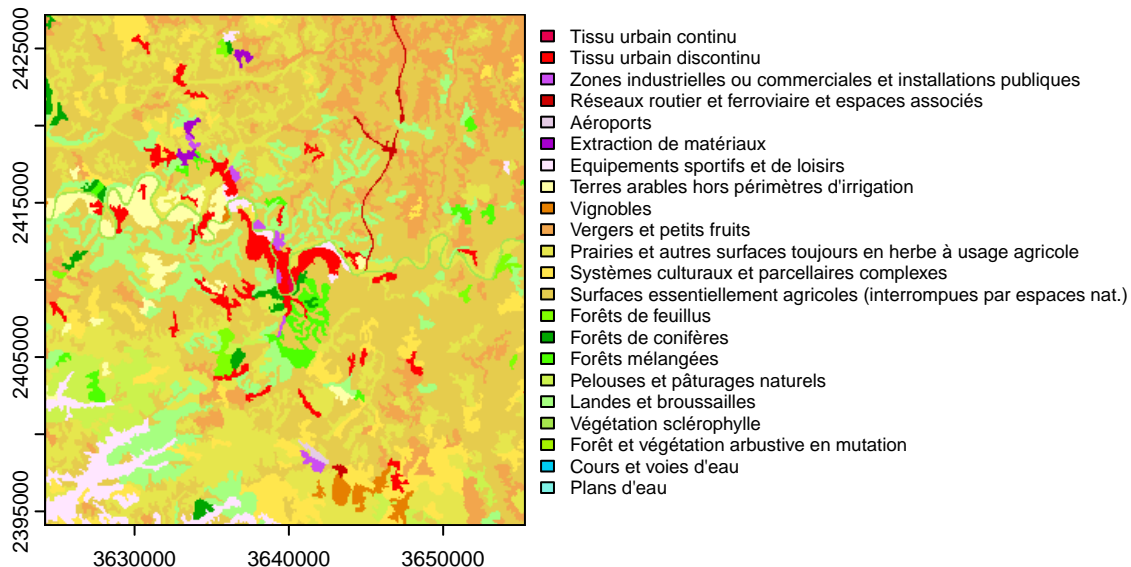 2425000
2415000
2405000
2395000
3630000
3640000
3650000
Tissu urbain continu
Tissu urbain discontinu
Zones industrielles ou commerciales et installations publiques
Réseaux routier et ferroviaire et espaces associés
Aéroports
Extraction de matériaux
Equipements sportifs et de loisirs
Terres arables hors périmètres d'irrigation
Vignobles
Vergers et petits fruits
Prairies et autres surfaces toujours en herbe à usage agricole
Systèmes culturaux et parcellaires complexes
Surfaces essentiellement agricoles (interrompues par espaces nat.)
Forêts de feuillus
Forêts de conifères
Forêts mélangées
Pelouses et pâturages naturels
Landes et broussailles
Végétation sclérophylle
Forêt et végétation arbustive en mutation
Cours et voies d'eau
Plans d'eau